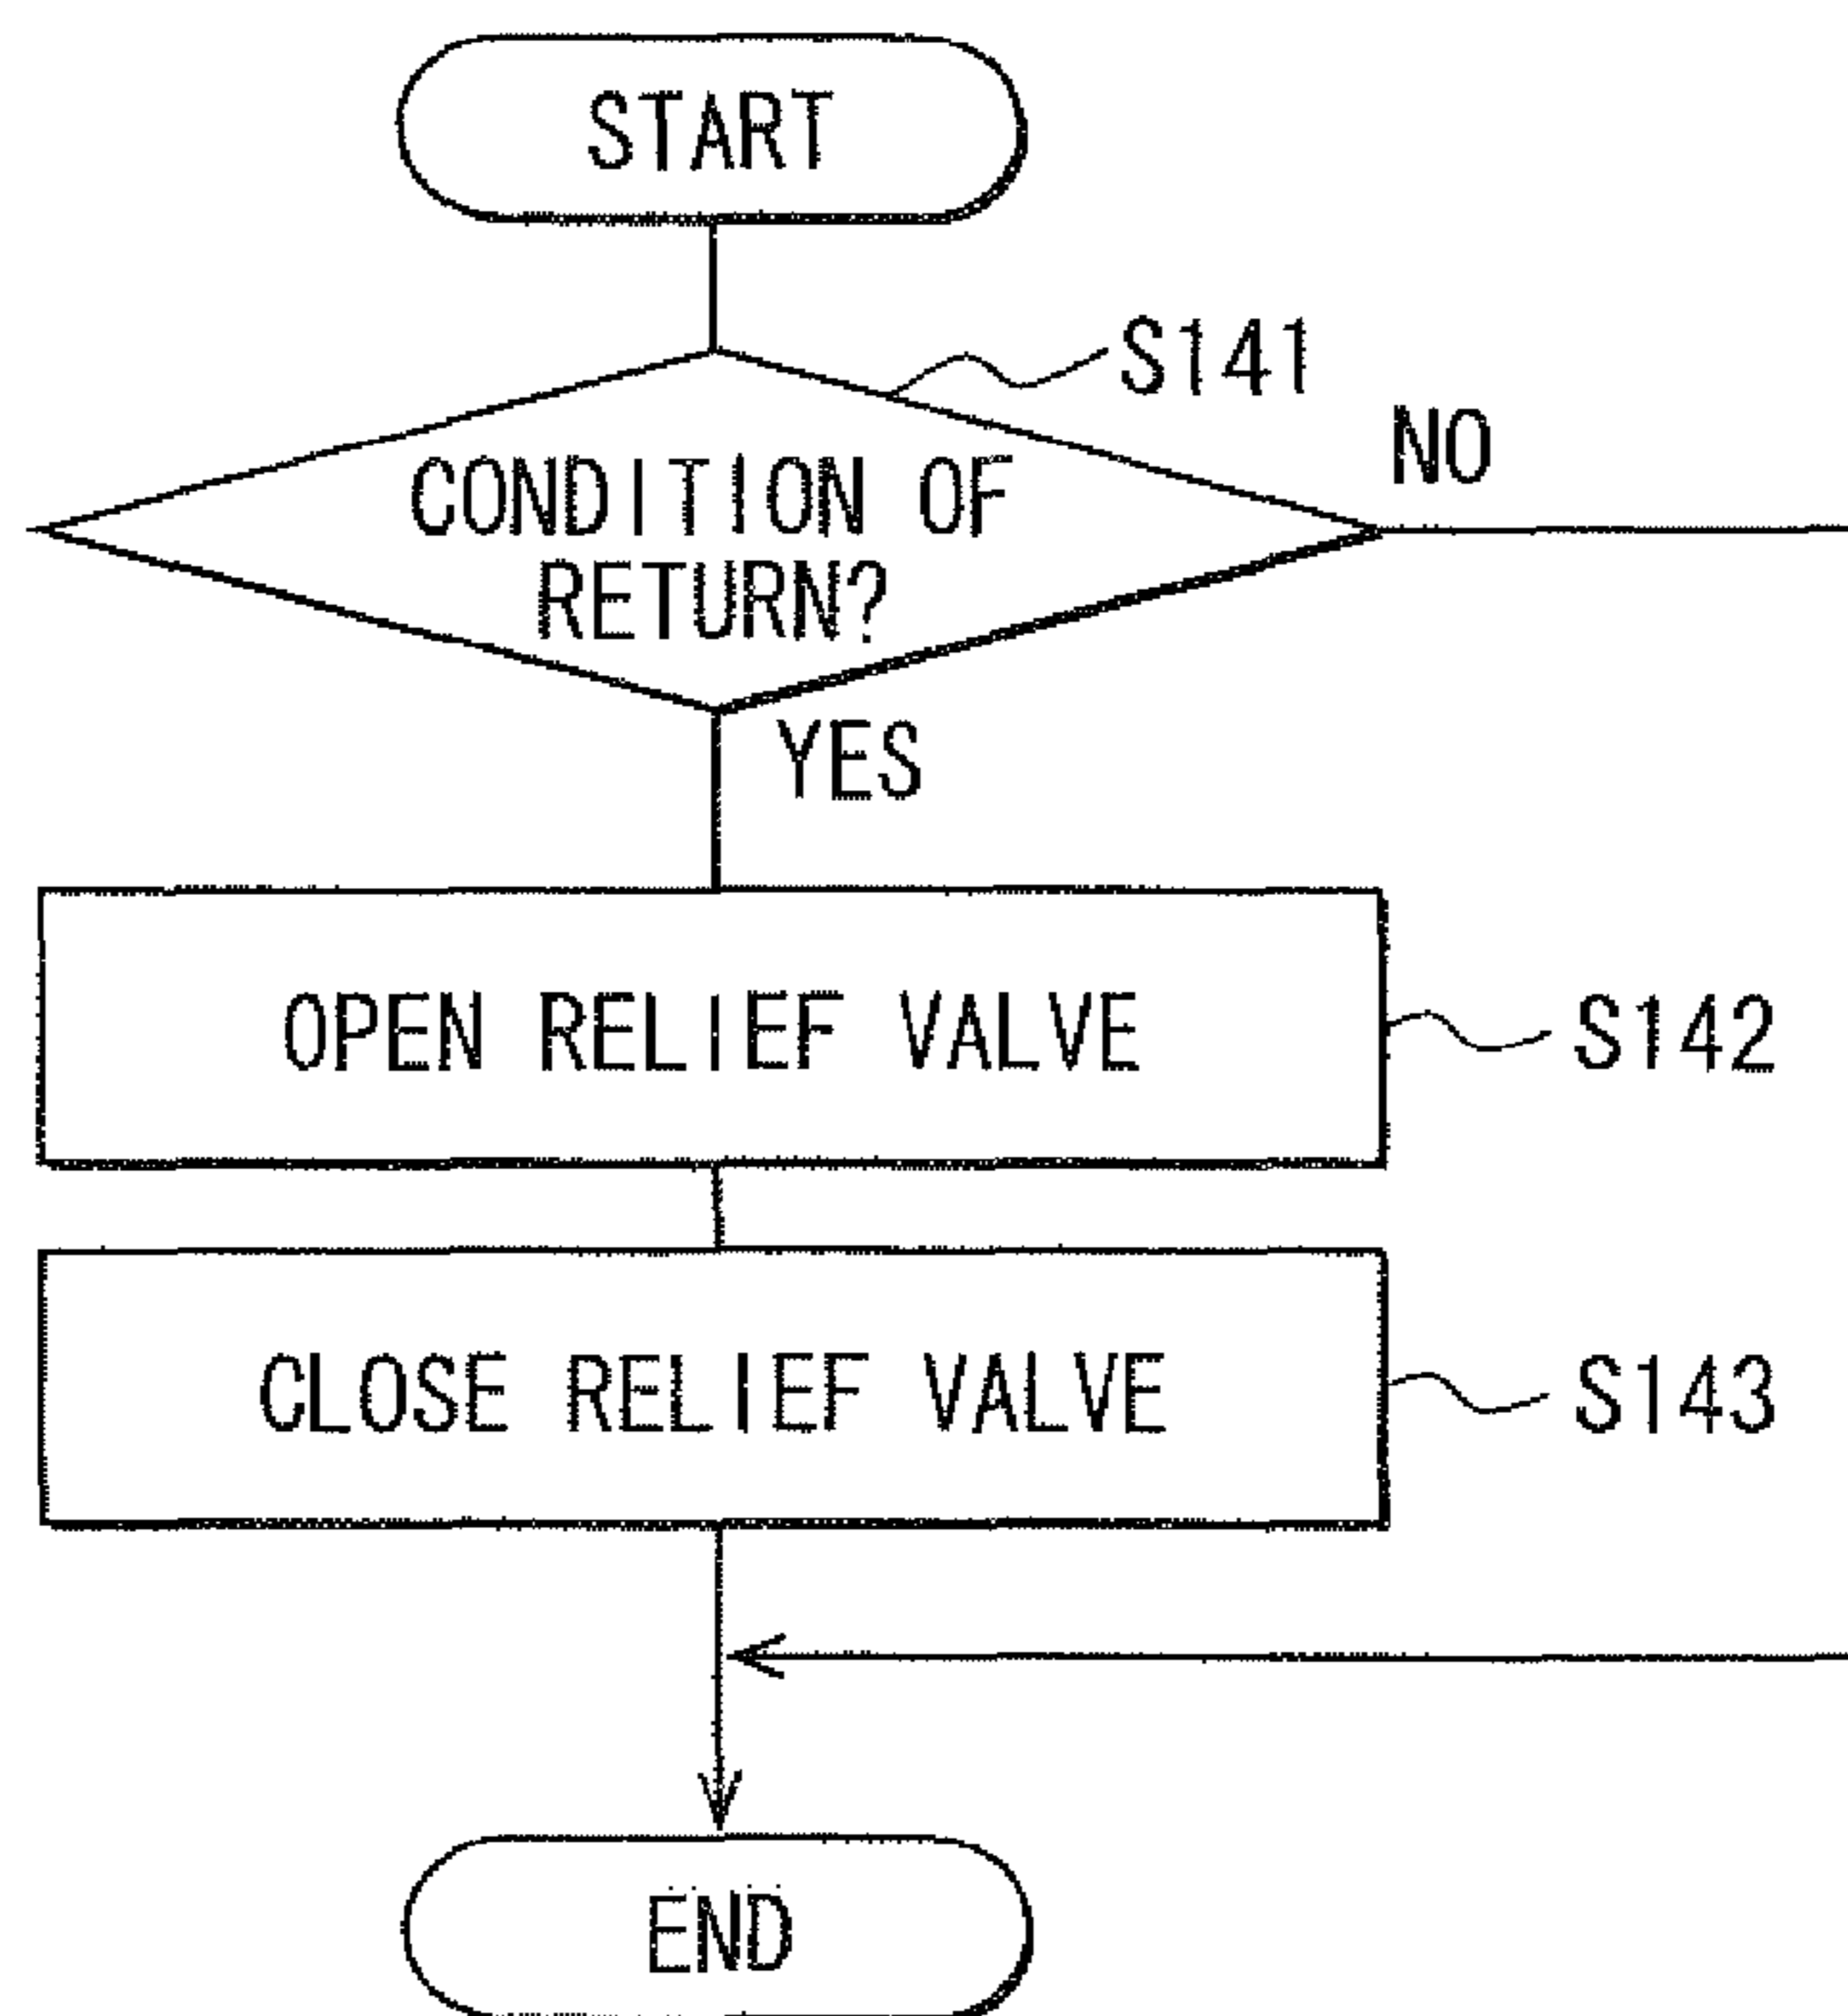 START
S141
NO
CONDITION OF
RETURN?
YES
OPEN RELIEF VALVE
S142
CLOSE RELIEF VALVE
S143
END